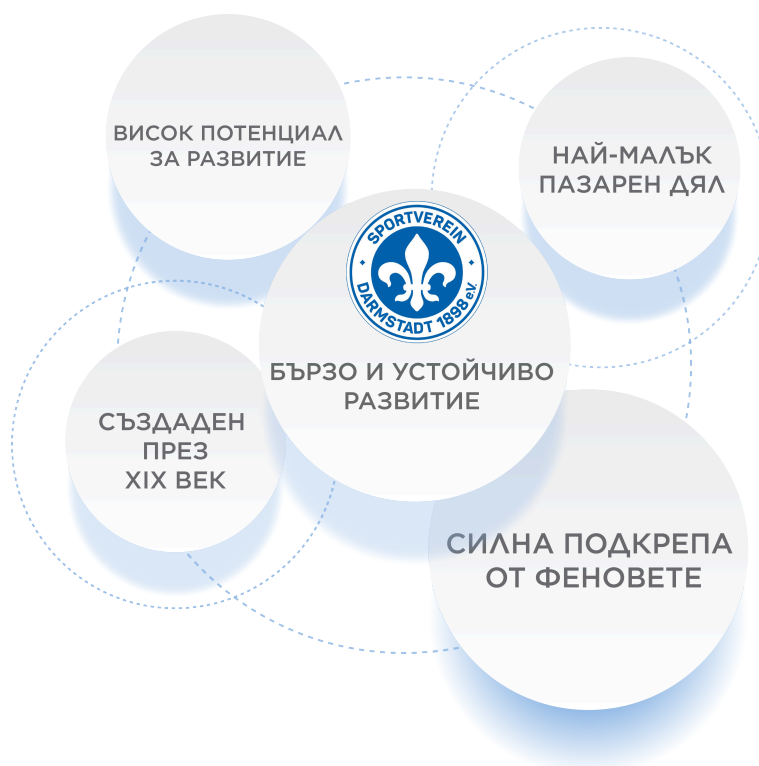 ВИСОК ПОТЕНЦИАЛ
ЗА РАЗВИТИЕ
НАЙ-МАЛЪК
ПАЗАРЕН ДЯЛ
SPORTVEREIN
DARMSTADT 1898 e.V.
БЪРЗО И УСТОЙЧИВО
РАЗВИТИЕ
СЪЗДАДЕН
ПРЕЗ
XIX ВЕК
СИЛНА ПОДКРЕПА
ОТ ФЕНОВЕТЕ